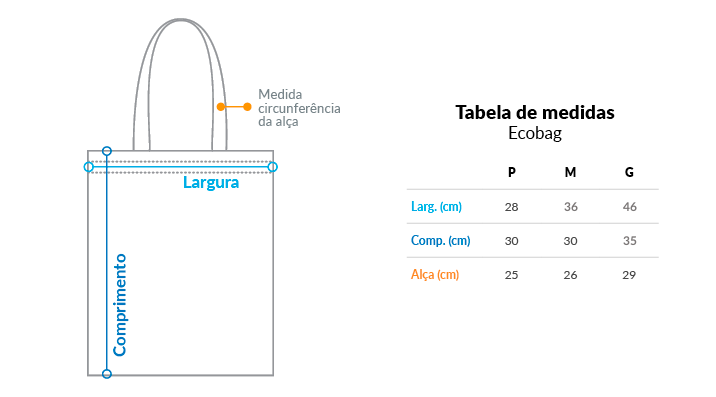 Medida
circunferência
da alça
Largura
Comprimento
Tabela de medidas
Ecobag
P M G
Larg. (cm) 28 36 46
Comp. (cm) 30 30 35
Alça (cm) 25 26 29